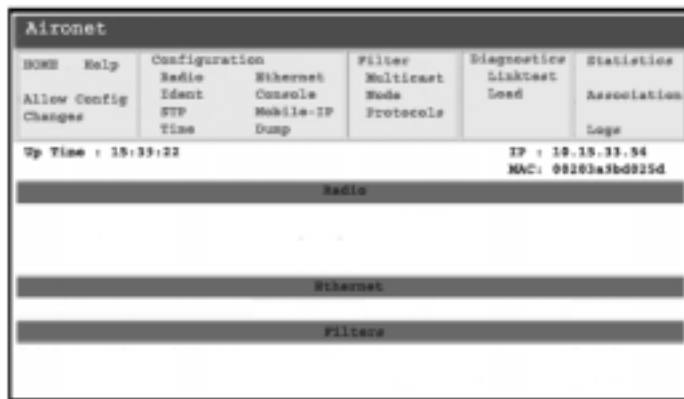 Aironet
HOME Help
Allow Config
Changes
Configuration
Radio Ethernet
Ident Console
STP Mobile-IP
Time Dump
Filter
Multicast
Node
Protocols
Diagnostics
Linktest
Load
Statistics
Association
Logs
Up Time : 15:39:22
IP : 10.15.33.54
MAC:
Radio
Ethernet
Filters